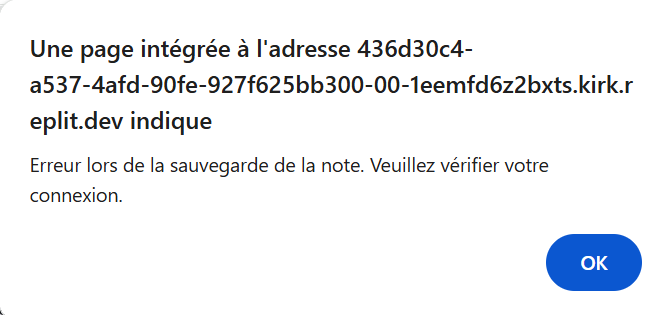 Une page intégrée à l'adresse 436d30c4-
a537-4afd-90fe-927f625bb300-00-1eemfd6z2bxts.kirk.r
eplit.dev indique
Erreur lors de la sauvegarde de la note. Veuillez vérifier votre
connexion.
OK